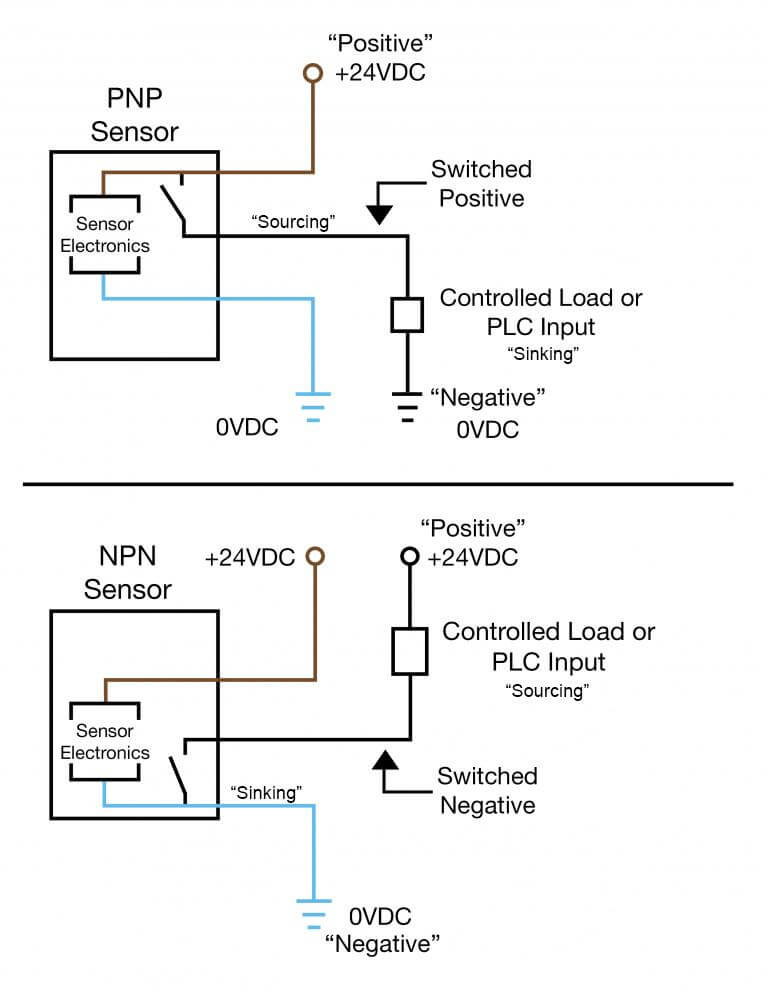 “Positive”
+24VDC
PNP
Sensor
Switched
Positive
“Sourcing”
Sensor
Electronics
Controlled Load or
PLC Input
“Sinking”
“Negative”
0VDC
0VDC
“Positive”
+24VDC
+24VDC
NPN
Sensor
Controlled Load or
PLC Input
“Sourcing”
Sensor
Electronics
Switched
Negative
“Sinking”
0VDC
“Negative”